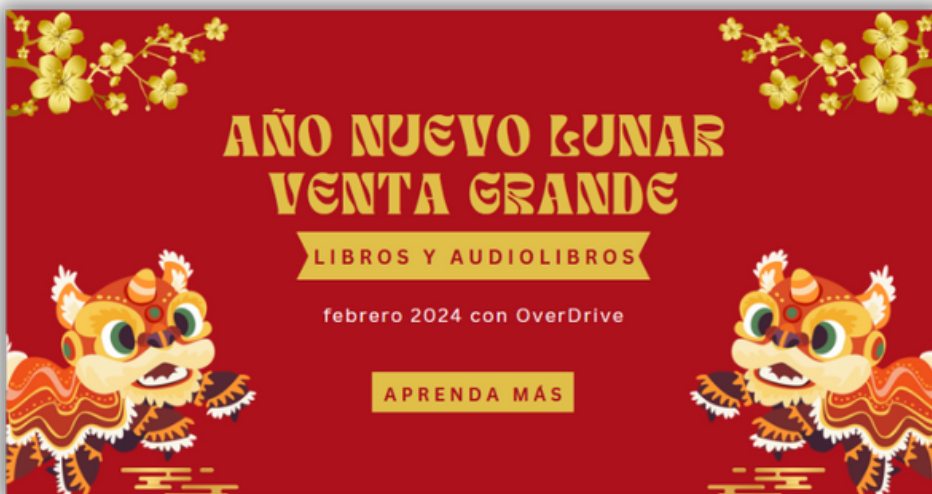 AÑO NUEVO LUNAR
VENTA GRANDE
LIBROS Y AUDIOLIBROS
febrero 2024 con OverDrive
APRENDA MÁS